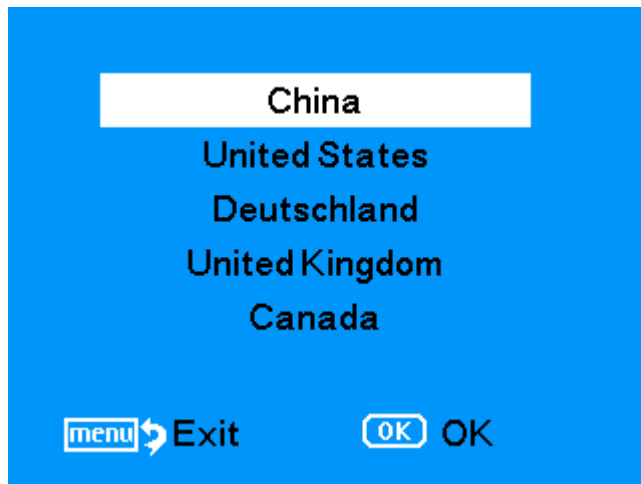 China
United States
Deutschland
United Kingdom
Canada
menu Exit OK OK